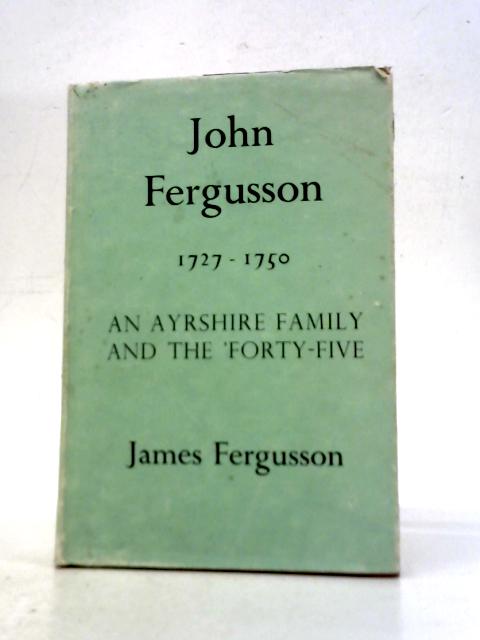 John
Fergusson
1727 - 1750
AN AYRSHIRE FAMILY
AND THE 'FORTY-FIVE
James Fergusson